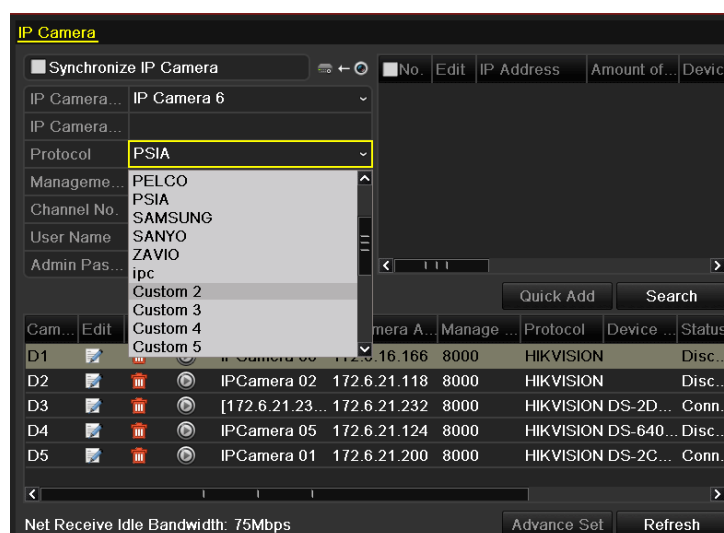 IP Camera
Synchronize IP Camera
No. Edit IP Address Amount of... Devic
IP Camera... IP Camera 6
IP Camera...
Protocol PSIA
Manageme... PELCO
PSIA
Channel No. SAMSUNG
User Name SANYO
ZAVIO
Admin Pas... ipc
Custom 2
Quick Add Search
Custom 3
Cam... Edit Custom 4 mera A... Manage ... Protocol Device ... Status
Custom 5
D1 16.166 8000 HIKVISION Disc...
D2 IPCamera 02 172.6.21.118 8000 HIKVISION Disc...
D3 [172.6.21.23... 172.6.21.232 8000 HIKVISION DS-2D... Conn.
D4 IPCamera 05 172.6.21.124 8000 HIKVISION DS-640... Disc...
D5 IPCamera 01 172.6.21.200 8000 HIKVISION DS-2C... Conn.
Net Receive Idle Bandwidth: 75Mbps Advance Set Refresh